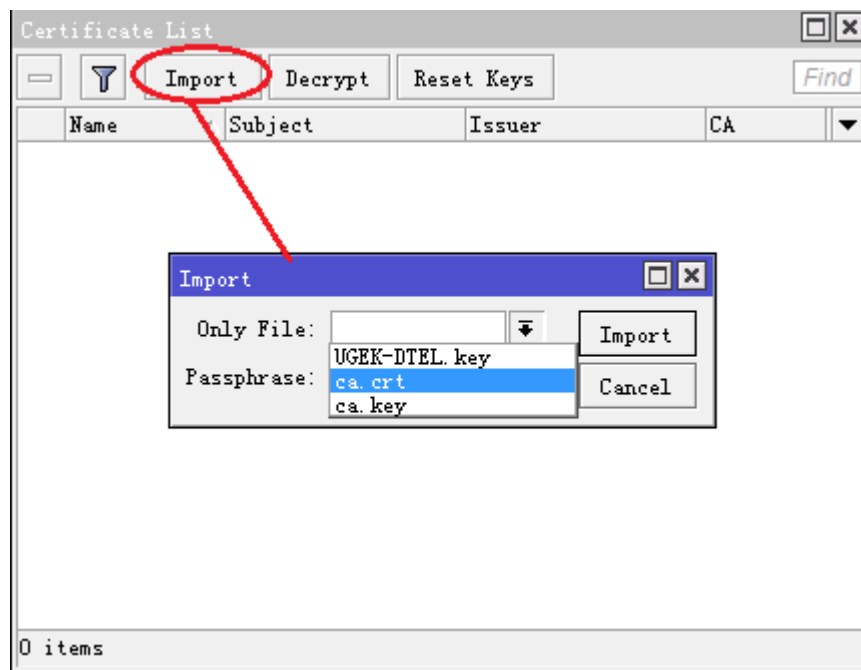 Certificate List
Import Decrypt Reset Keys Find
Name Subject Issuer CA
Import
Only File: Import
UGEK-DTEL.key
Passphrase: ca.crt Cancel
ca.key
0 items